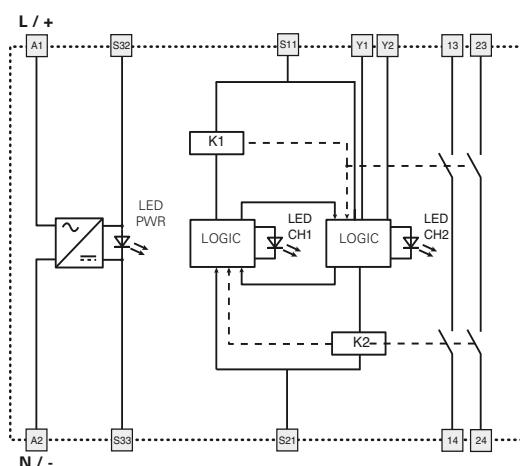 L / +
A1 S32 S11 Y1 Y2 13 23
K1
LED
PWR
LOGIC
LED
CH1
LOGIC
LED
CH2
K2
A2 S33 S21 14 24
N / -